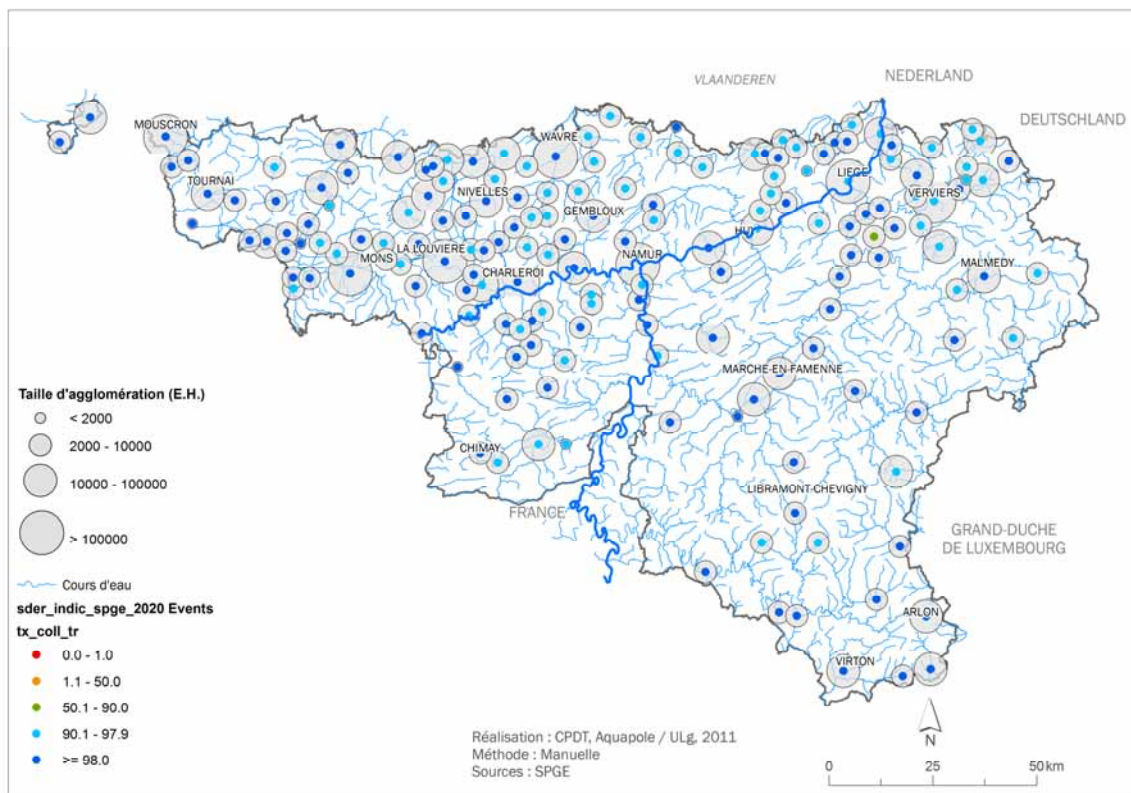 VLAANDEREN
NEDERLAND
DEUTSCHLAND
MOUSCRON
WAVRE
TOURNAI
LIEGE
NIVELLES
VERVIERS
GEMBLOUX
HUY
LA LOUVIERE
MONS
NAMUR
CHARLEROI
MALMEDY
MARCHE-EN-FAMENNE
CHIMAY
LIBRAMONT-CHEVIGNY
FRANCE
GRAND-DUCHE
DE LUXEMBOURG
ARLON
VIRTON
Taille d'agglomération (E.H.)
< 2000
2000 - 10000
10000 - 100000
> 100000
Cours d'eau
sder_indic_spge_2020 Events
tx_coll_tr
0.0 - 1.0
1.1 - 50.0
50.1 - 90.0
90.1 - 97.9
>= 98.0
Réalisation : CPDT, Aquapole / ULg, 2011
Méthode : Manuelle
Sources : SPGE
N
0 25 50 km